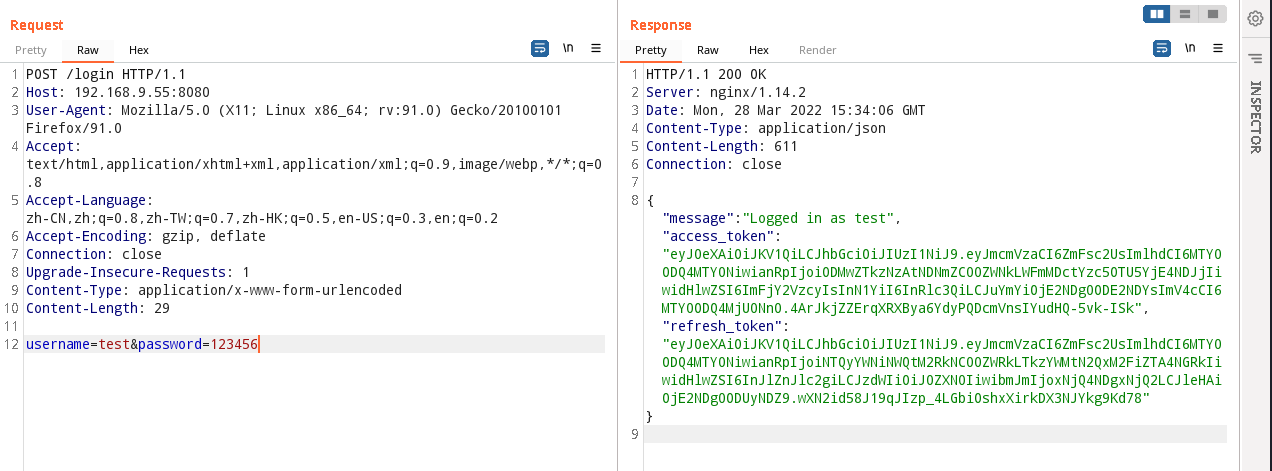 Request
Pretty Raw Hex
\n
1 POST /login HTTP/1.1
2 Host: 192.168.9.55:8080
3 User-Agent: Mozilla/5.0 (X11; Linux x86_64; rv:91.0) Gecko/20100101
Firefox/91.0
4 Accept:
text/html,application/xhtml+xml,application/xml;q=0.9,image/webp,*/*;q=0
.8
5 Accept-Language:
zh-CN,zh;q=0.8,zh-TW;q=0.7,zh-HK;q=0.5,en-US;q=0.3,en;q=0.2
6 Accept-Encoding: gzip, deflate
7 Connection: close
8 Upgrade-Insecure-Requests: 1
9 Content-Type: application/x-www-form-urlencoded
10 Content-Length: 29
11
12 username=test&password=123456
Response
Pretty Raw Hex Render
\n
1 HTTP/1.1 200 OK
2 Server: nginx/1.14.2
3 Date: Mon, 28 Mar 2022 15:34:06 GMT
4 Content-Type: application/json
5 Content-Length: 611
6 Connection: close
7
8 {
"message":"Logged in as test",
"access_token":
"eyJ0eXAiOiJKV1QiLCJhbGciOiJIUzI1NiJ9.eyJmcmVzaCI6ZmFsc2UsImlhdCI6MTY0
ODQ4MTY0NiwianRpIjoiODMwZTkzNzAtNDNmZC00ZWNkLWFmMDctYzc5OTU5YjE4NDJjIi
widHlwZSI6ImFjY2VzcyIsInN1YiI6InRlc3QiLCJuYmYiOjE2NDg0ODE2NDYsImV4cCI6
MTY0ODQ4MjU0Nn0.4ArJkjZZErqXRXBya6YdyPQDcmVnsIYudHQ-5vk-ISk",
"refresh_token":
"eyJ0eXAiOiJKV1QiLCJhbGciOiJIUzI1NiJ9.eyJmcmVzaCI6ZmFsc2UsImlhdCI6MTY0
ODQ4MTY0NiwianRpIjoiNTQyYWNiNWQtM2RkNC00ZWRkLTkzYWMtN2QxM2FiZTA4NGRkIi
widHlwZSI6InJlZnJlc2giLCJzdWIiOiJ0ZXN0IiwibmJmIjoxNjQ4NDgxNjQ2LCJleHAi
OjE2NDg0ODUyNDZ9.wXN2id58J19qJIzp_4LGbiOshxXirkDX3NJYkg9Kd78"
}
9
INSPECTOR